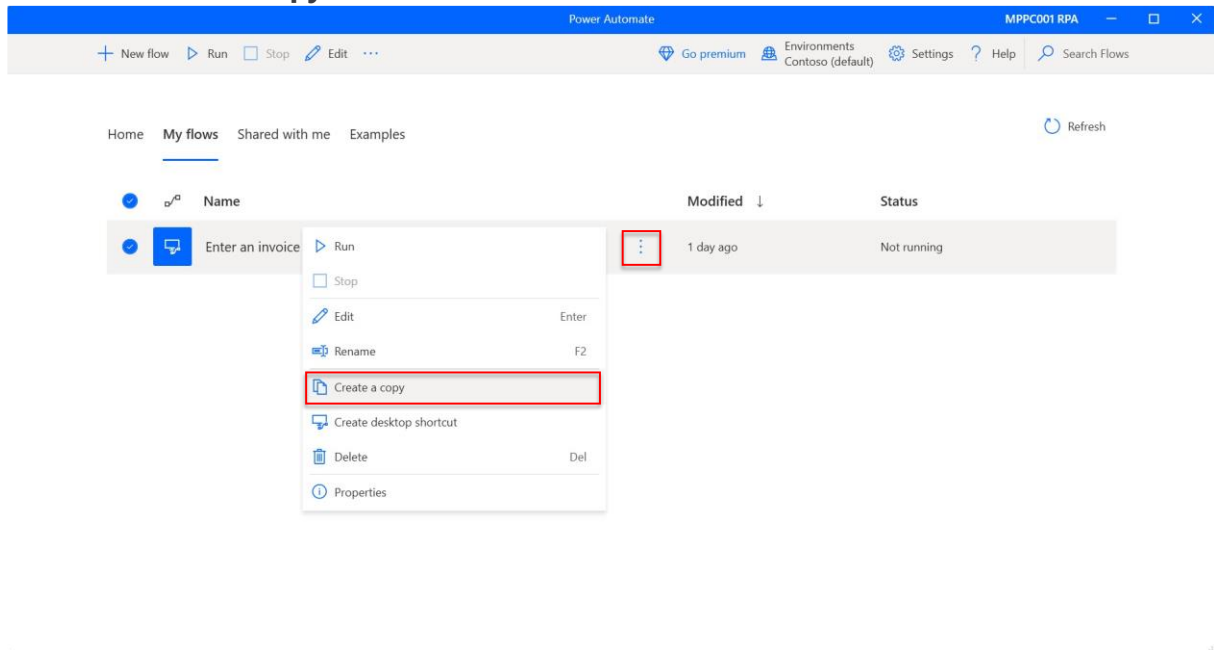 Power Automate MPPC001 RPA
New flow Run Stop Edit ... Go premium Environments Contoso (default) Settings ? Help Search Flows
Home My flows Shared with me Examples Refresh
Name Modified ↓ Status
Enter an invoice 1 day ago Not running
Run
Stop
Edit Enter
Rename F2
Create a copy
Create desktop shortcut
Delete Del
Properties